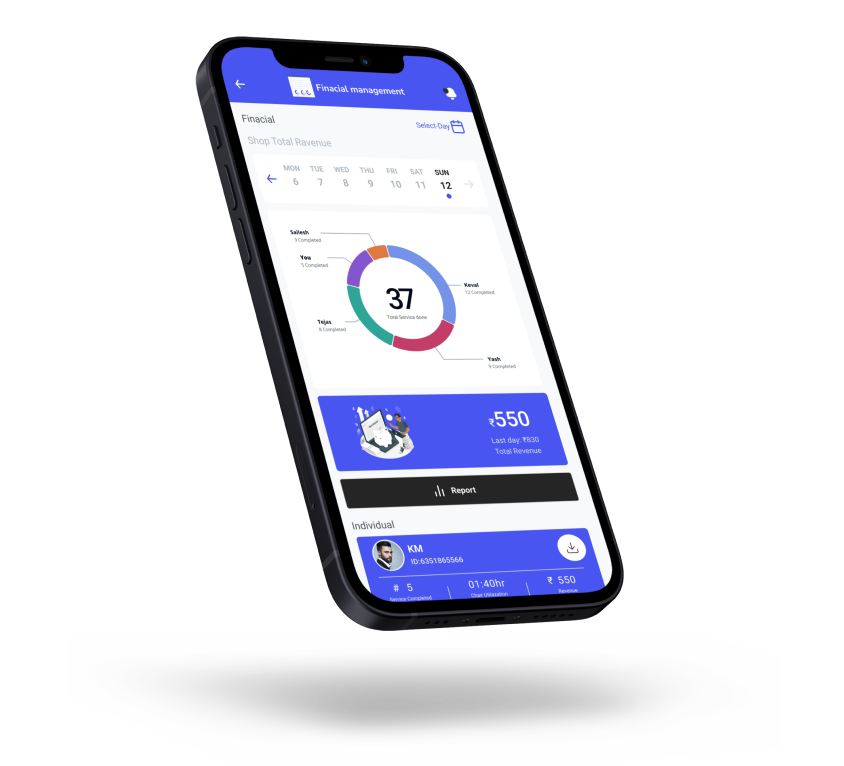 Finacial management
Finacial
Select-Day
Shop Total Ravenue
MON TUE WED THU FRI SAT SUN
6 7 8 9 10 11 12
Sailesh
3 Completed
You
5 Completed
Tejas
8 Completed
37
Total Service done
Keval
12 Completed
Yash
9 Completed
₹550
Last day: ₹830
Total Revenue
Report
Individual
KM
ID:6351865566
# 5
Service Completed
01:40hr
Chair Utilization
₹ 550
Revenue